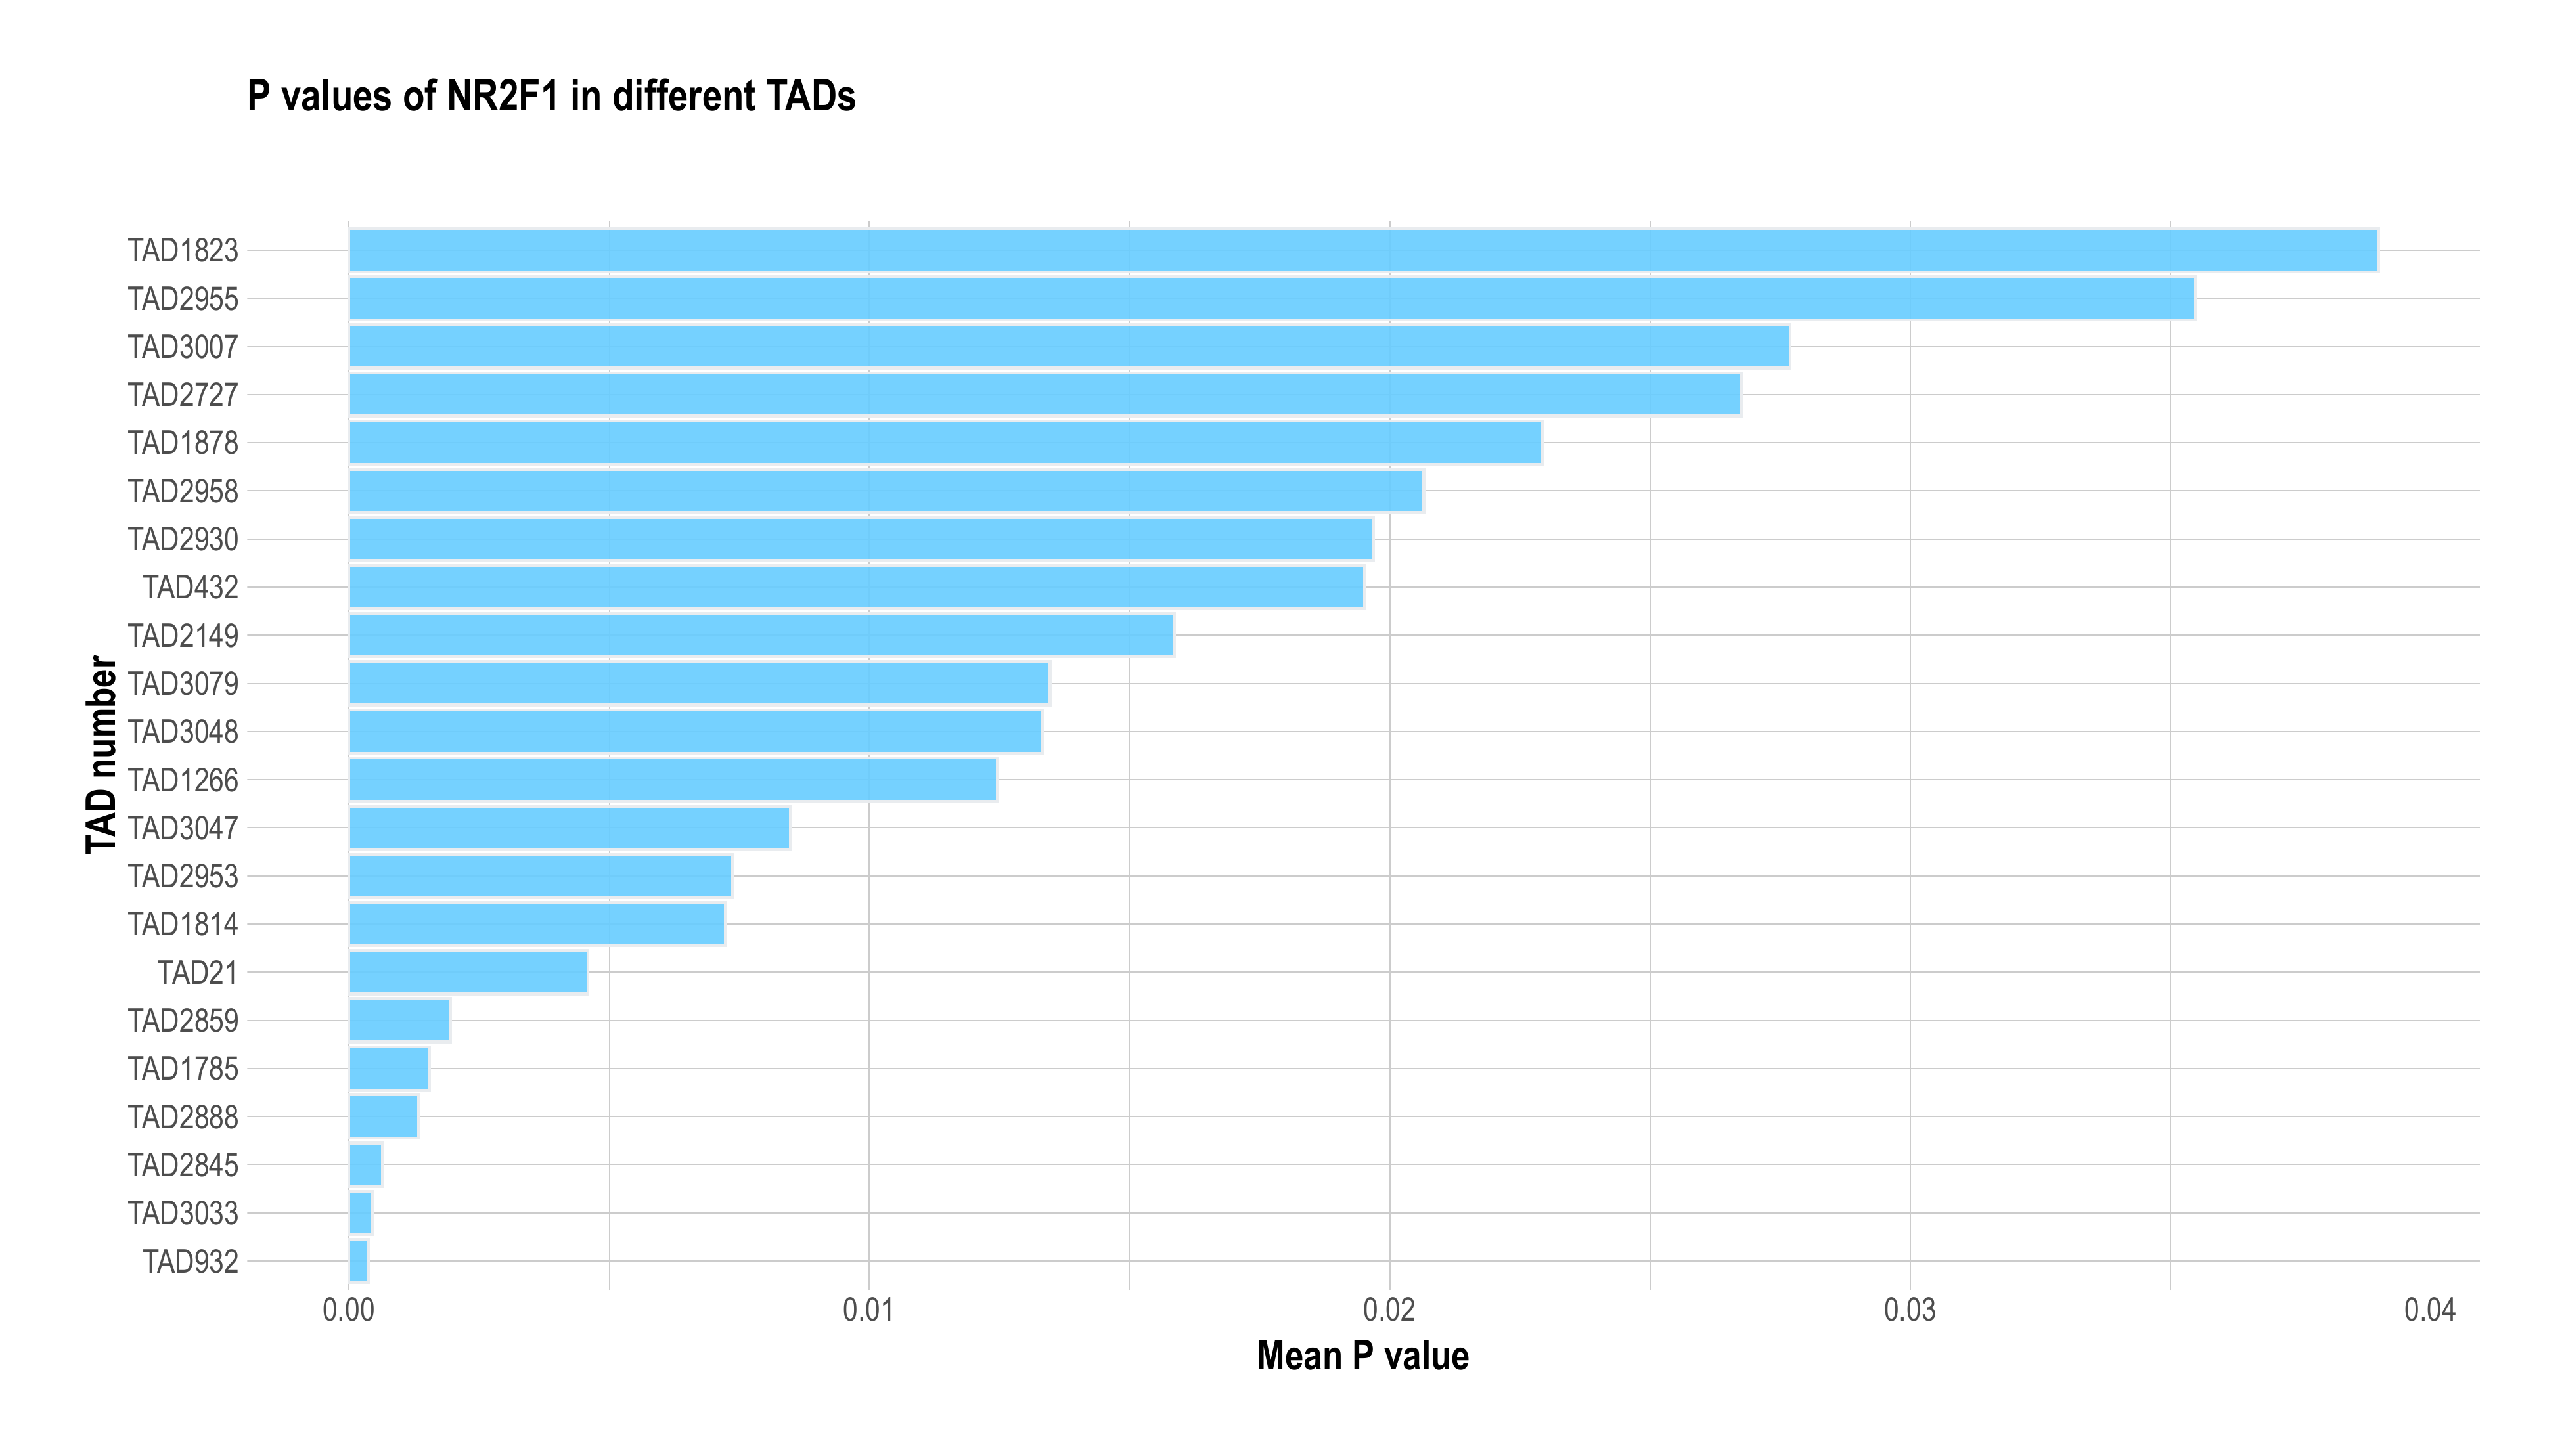 P values of NR2F1 in different TADs
TAD number
TAD1823
TAD2955
TAD3007
TAD2727
TAD1878
TAD2958
TAD2930
TAD432
TAD2149
TAD3079
TAD3048
TAD1266
TAD3047
TAD2953
TAD1814
TAD21
TAD2859
TAD1785
TAD2888
TAD2845
TAD3033
TAD932
0.00 0.01 0.02 0.03 0.04
Mean P value